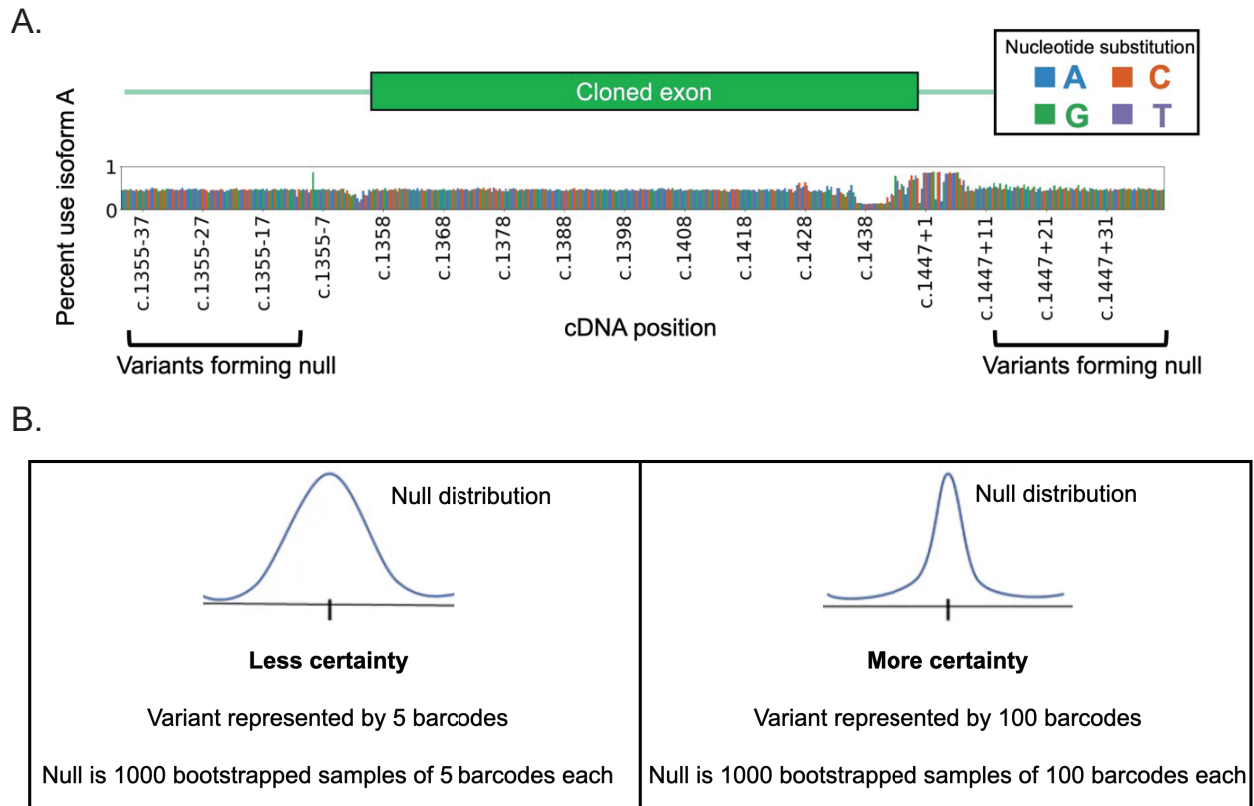 A.
Nucleotide substitution
A C
G T
Cloned exon
Percent use isoform A
1
0
c.1355-37
c.1355-27
c.1355-17
c.1355-7
c.1358
c.1368
c.1378
c.1388
c.1398
c.1408
c.1418
c.1428
c.1438
c.1447+1
c.1447+11
c.1447+21
c.1447+31
cDNA position
Variants forming null
Variants forming null
B.
Null distribution
Less certainty
Variant represented by 5 barcodes
Null is 1000 bootstrapped samples of 5 barcodes each
Null distribution
More certainty
Variant represented by 100 barcodes
Null is 1000 bootstrapped samples of 100 barcodes each